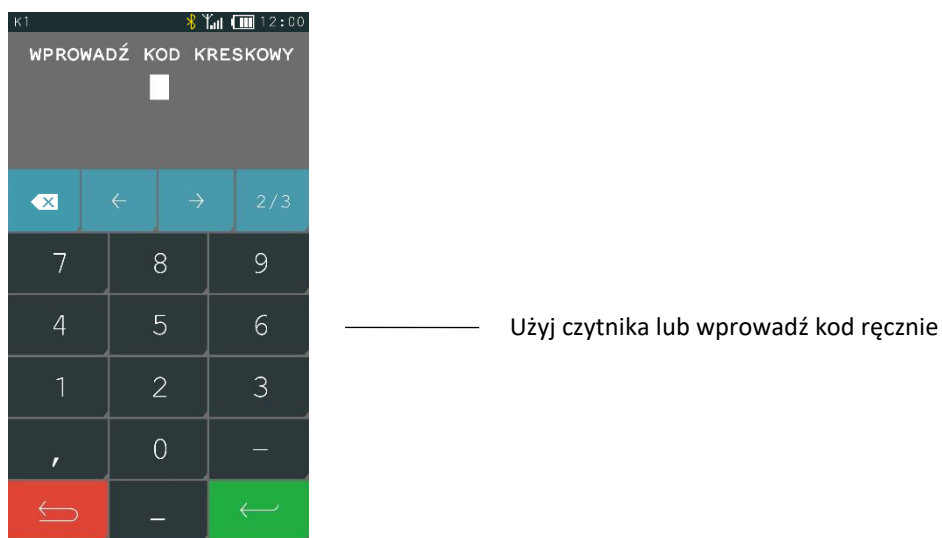 K1 12:00
WPROWADŹ KOD KRESKOWY
← → 2/3
7 8 9
4 5 6
Użyj czytnika lub wprowadź kod ręcznie
1 2 3
, 0 –
_